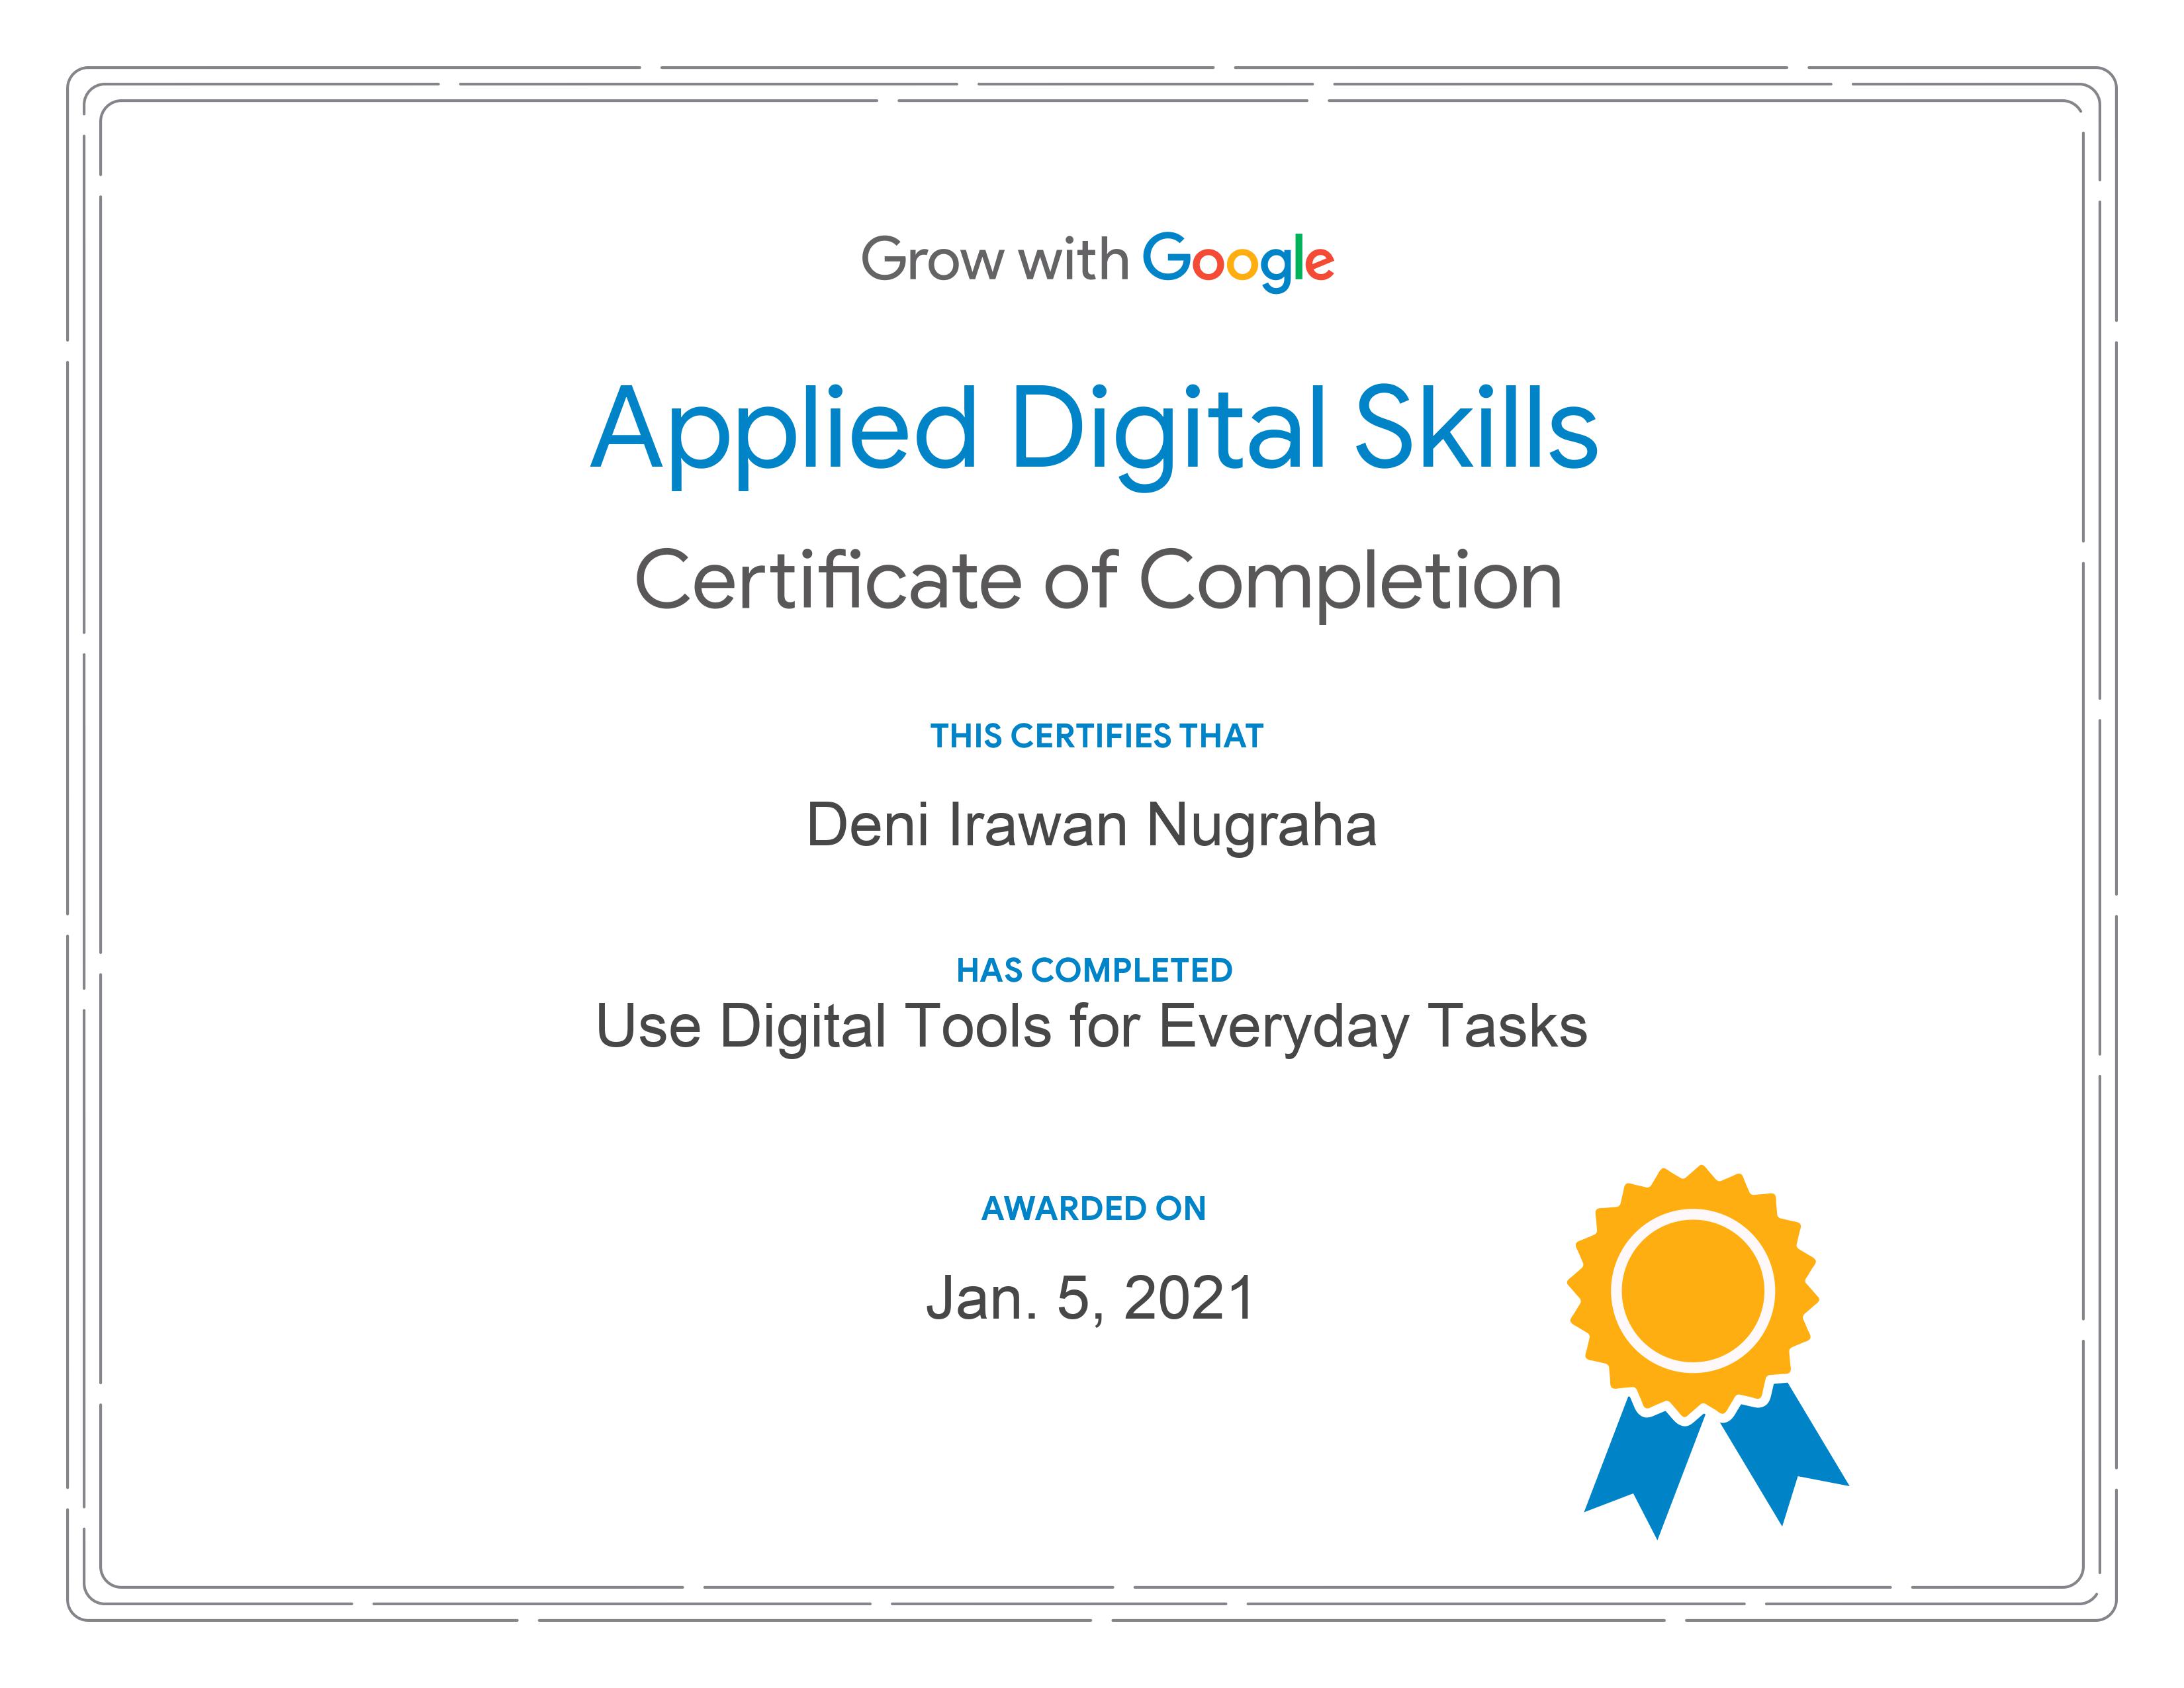 Grow with Google
Applied Digital Skills
Certificate of Completion
THIS CERTIFIES THAT
Deni Irawan Nugraha
HAS COMPLETED
Use Digital Tools for Everyday Tasks
AWARDED ON
Jan. 5, 2021